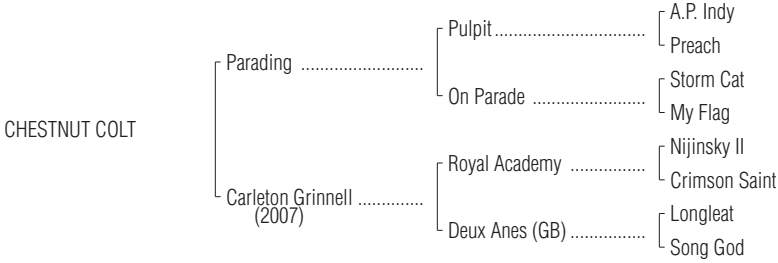 A.P. Indy
Pulpit ................................
Preach
Parading .........................
Storm Cat
On Parade ........................
My Flag
CHESTNUT COLT
Nijinsky II
Royal Academy ................
Crimson Saint
Carleton Grinnell ..............
(2007)
Longleat
Deux Anes (GB) ................
Song God